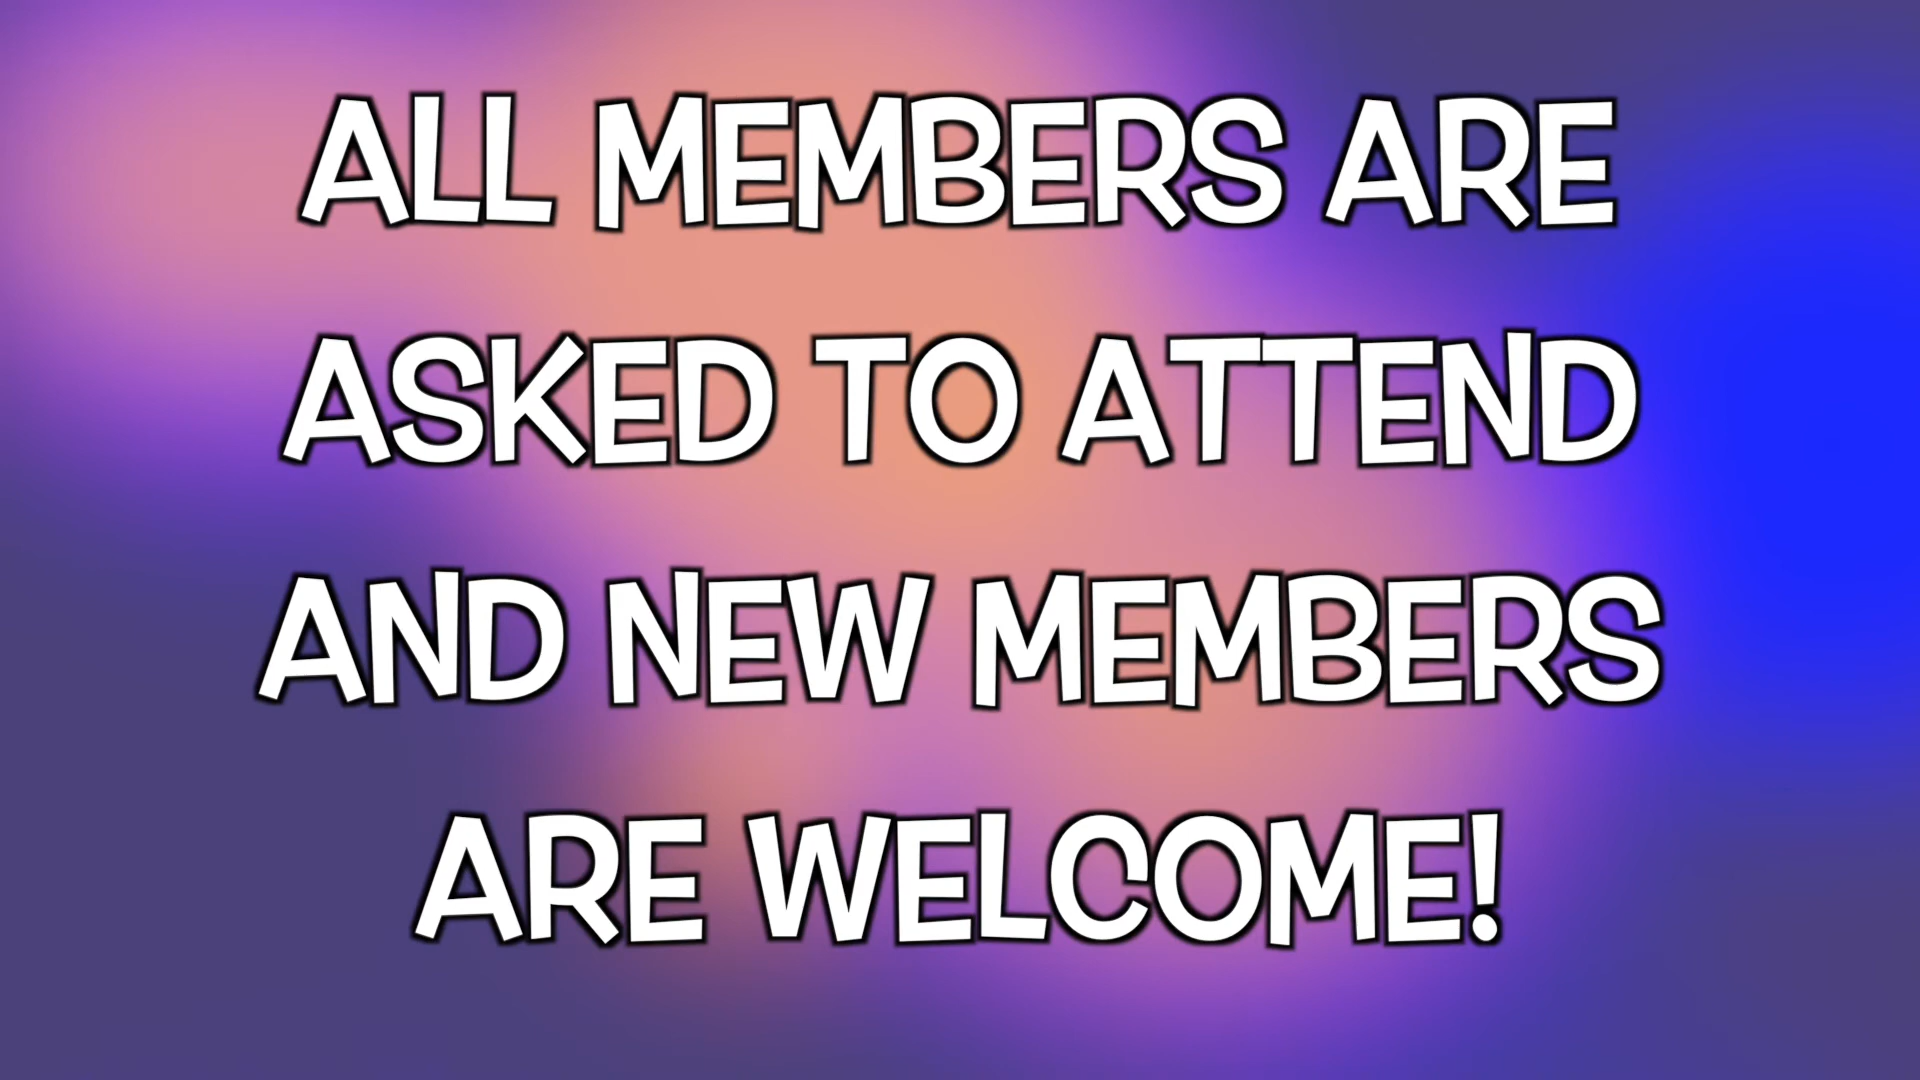 ALL MEMBERS ARE
ASKED TO ATTEND
AND NEW MEMBERS
ARE WELCOME!